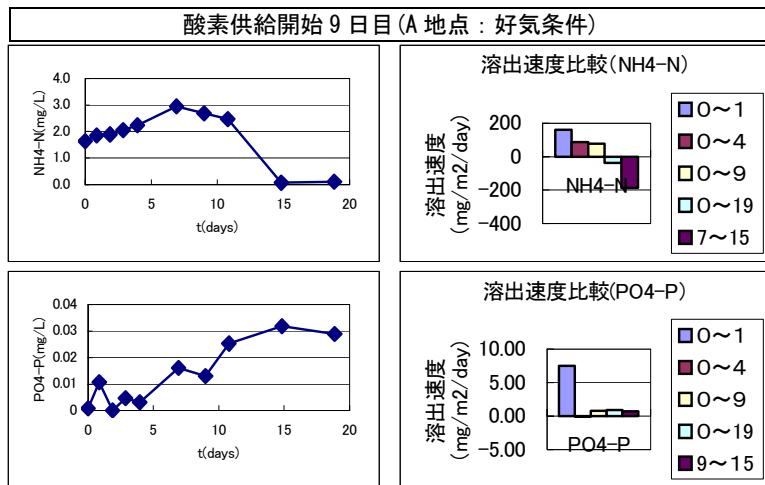 酸素供給開始9日目(A地点：好気条件)
NH4-N(mg/L)
4.0
3.0
2.0
1.0
0.0
0 5 10 15 20
t(days)
溶出速度比較(NH4-N)
溶出速度
(mg/m2/day)
200
0
-200
-400
NH4-N
0～1
0～4
0～9
0～19
7～15
PO4-P(mg/L)
0.04
0.03
0.02
0.01
0
0 5 10 15 20
t(days)
溶出速度比較(PO4-P)
溶出速度
(mg/m2/day)
10.00
5.00
0.00
-5.00
PO4-P
0～1
0～4
0～9
0～19
9～15